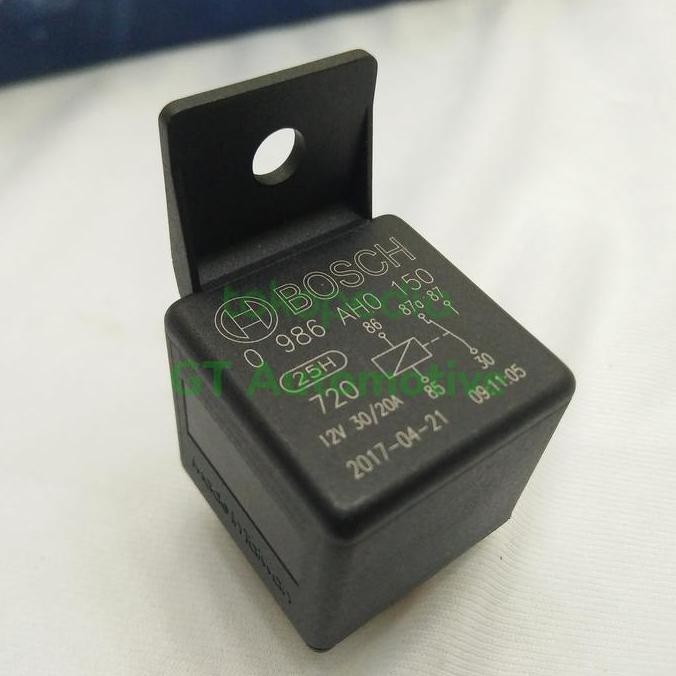 BOSCH
0 986 AH0 150
25H
720
12V 30/20A
2017-04-21
09:11:05
86
87a 87
85
30
tokopedia
GT Automotive